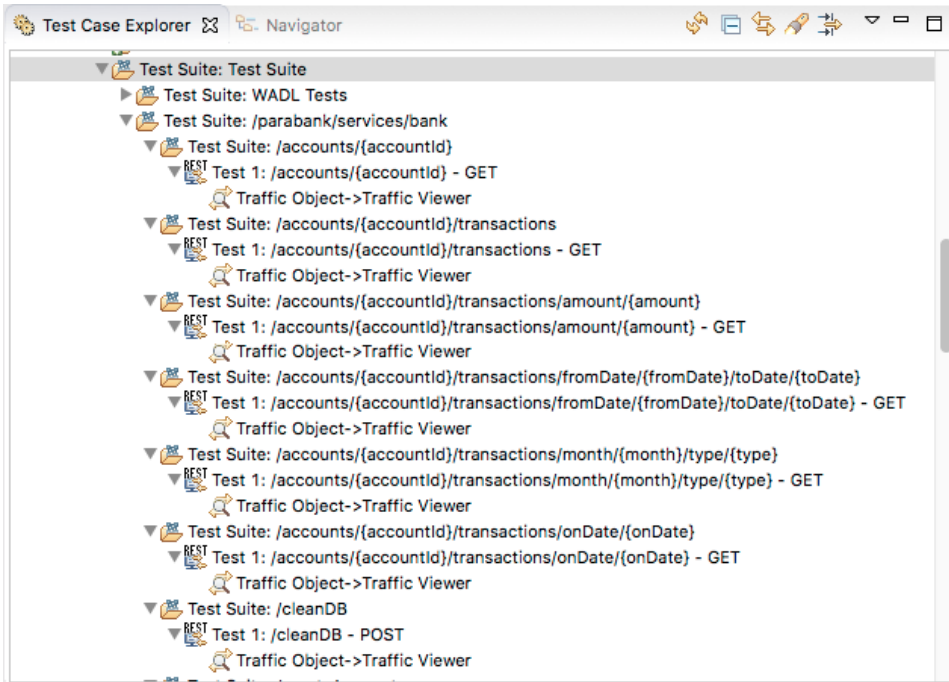 Test Case Explorer Navigator
Test Suite: Test Suite
Test Suite: WADL Tests
Test Suite: /parabank/services/bank
Test Suite: /accounts/{accountId}
REST Test 1: /accounts/{accountId} - GET
Traffic Object->Traffic Viewer
Test Suite: /accounts/{accountId}/transactions
REST Test 1: /accounts/{accountId}/transactions - GET
Traffic Object->Traffic Viewer
Test Suite: /accounts/{accountId}/transactions/amount/{amount}
REST Test 1: /accounts/{accountId}/transactions/amount/{amount} - GET
Traffic Object->Traffic Viewer
Test Suite: /accounts/{accountId}/transactions/fromDate/{fromDate}/toDate/{toDate}
REST Test 1: /accounts/{accountId}/transactions/fromDate/{fromDate}/toDate/{toDate} - GET
Traffic Object->Traffic Viewer
Test Suite: /accounts/{accountId}/transactions/month/{month}/type/{type}
REST Test 1: /accounts/{accountId}/transactions/month/{month}/type/{type} - GET
Traffic Object->Traffic Viewer
Test Suite: /accounts/{accountId}/transactions/onDate/{onDate}
REST Test 1: /accounts/{accountId}/transactions/onDate/{onDate} - GET
Traffic Object->Traffic Viewer
Test Suite: /cleanDB
REST Test 1: /cleanDB - POST
Traffic Object->Traffic Viewer